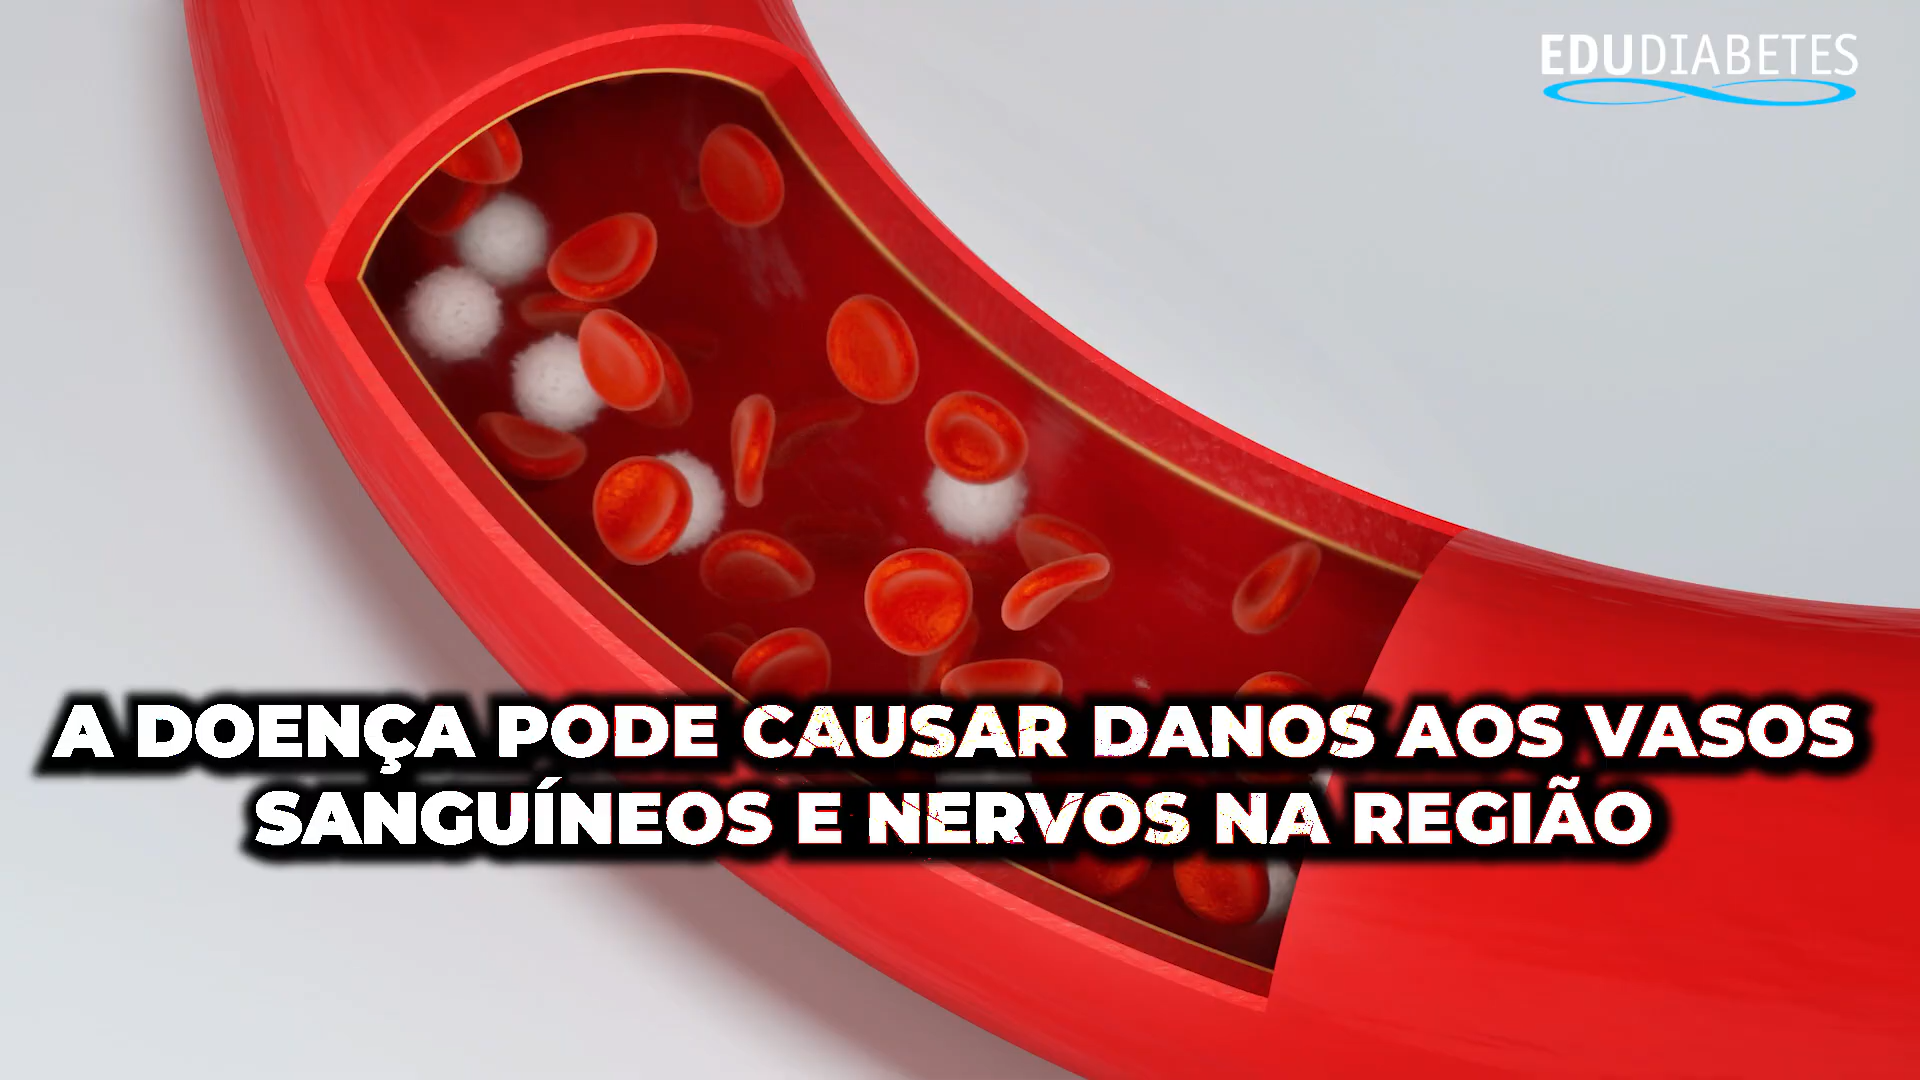 EDUDIABETES
A DOENÇA PODE CAUSAR DANOS AOS VASOS
SANGUÍNEOS E NERVOS NA REGIÃO